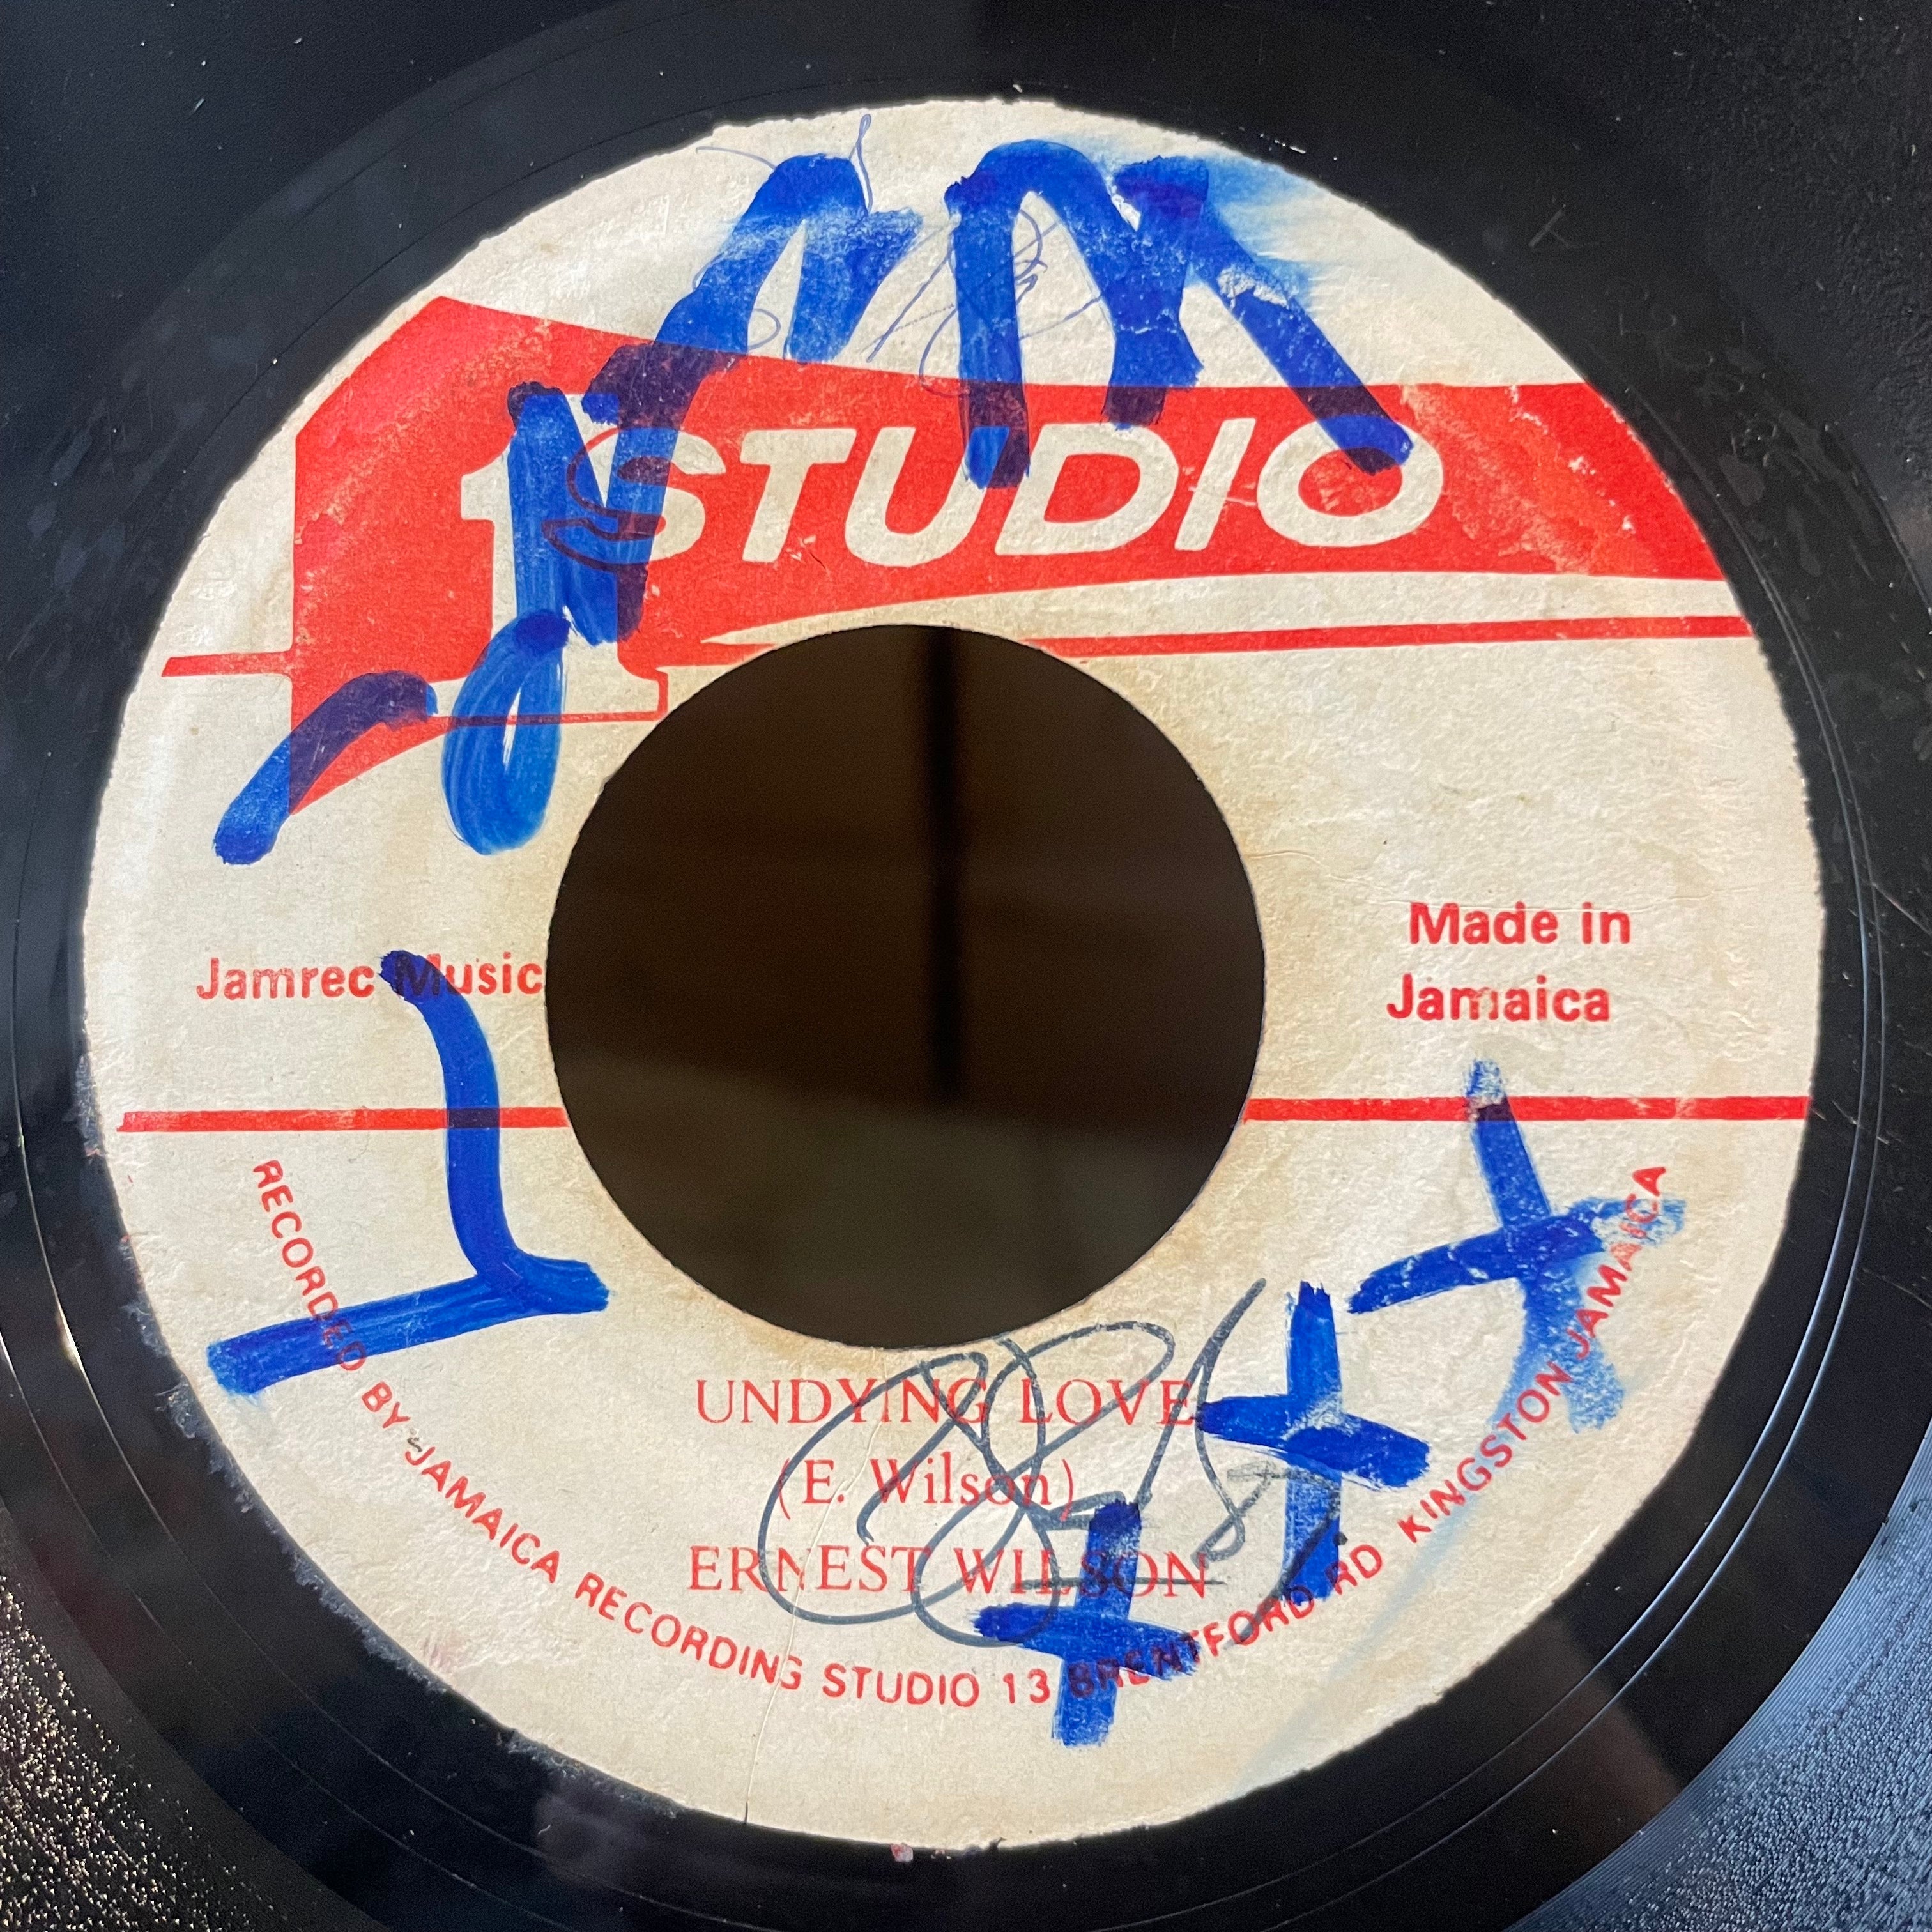 1 STUDIO
Jamrec Music
Made in
Jamaica
UNDYING LOVE
(E. Wilson)
ERNEST WILSON
RECORDED BY JAMAICA RECORDING STUDIO 13 BRENTFORD RD KINGSTON JAMAICA